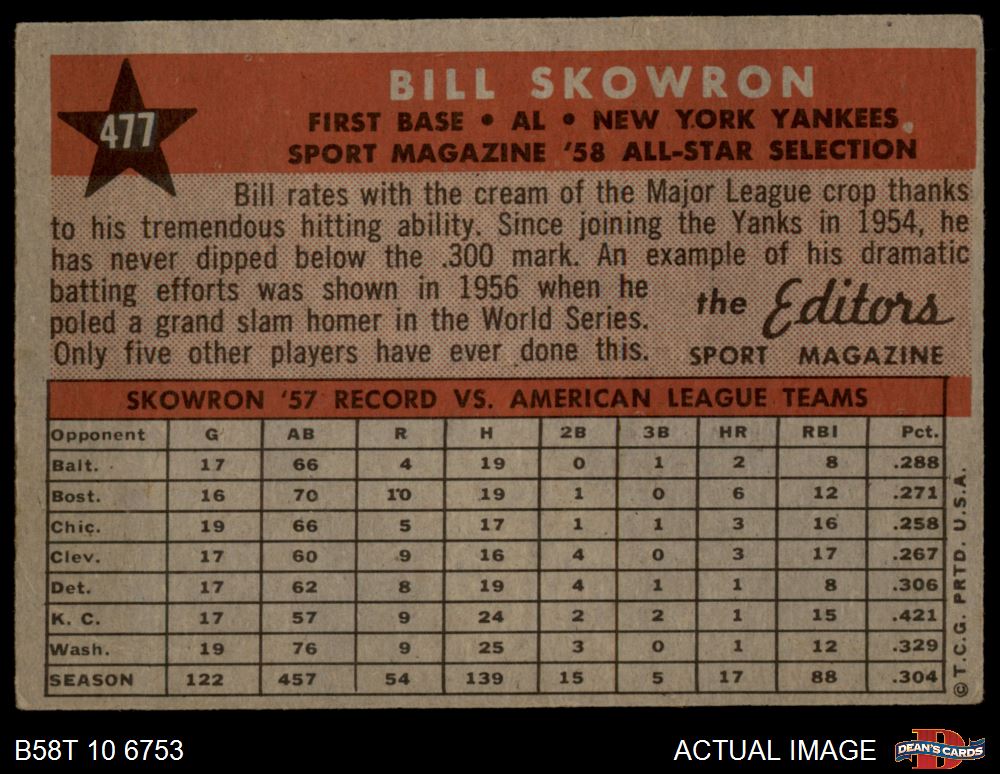 477
BILL SKOWRON
FIRST BASE • AL • NEW YORK YANKEES
SPORT MAGAZINE '58 ALL-STAR SELECTION
Bill rates with the cream of the Major League crop thanks
to his tremendous hitting ability. Since joining the Yanks in 1954, he
has never dipped below the .300 mark. An example of his dramatic
batting efforts was shown in 1956 when he
poled a grand slam homer in the World Series.
Only five other players have ever done this.
the Editors
SPORT MAGAZINE
SKOWRON '57 RECORD VS. AMERICAN LEAGUE TEAMS
Opponent G AB R H 2B 3B HR RBI Pct.
Balt. 17 66 4 19 0 1 2 8 .288
Bost. 16 70 10 19 1 0 6 12 .271
Chic. 19 66 5 17 1 1 3 16 .258
Clev. 17 60 9 16 4 0 3 17 .267
Det. 17 62 8 19 4 1 1 8 .306
K. C. 17 57 9 24 2 2 1 15 .421
Wash. 19 76 9 25 3 0 1 12 .329
SEASON 122 457 54 139 15 5 17 88 .304
© T.C.G. PRTD. U.S.A.
B58T 10 6753
ACTUAL IMAGE
D
DEAN'S CARDS